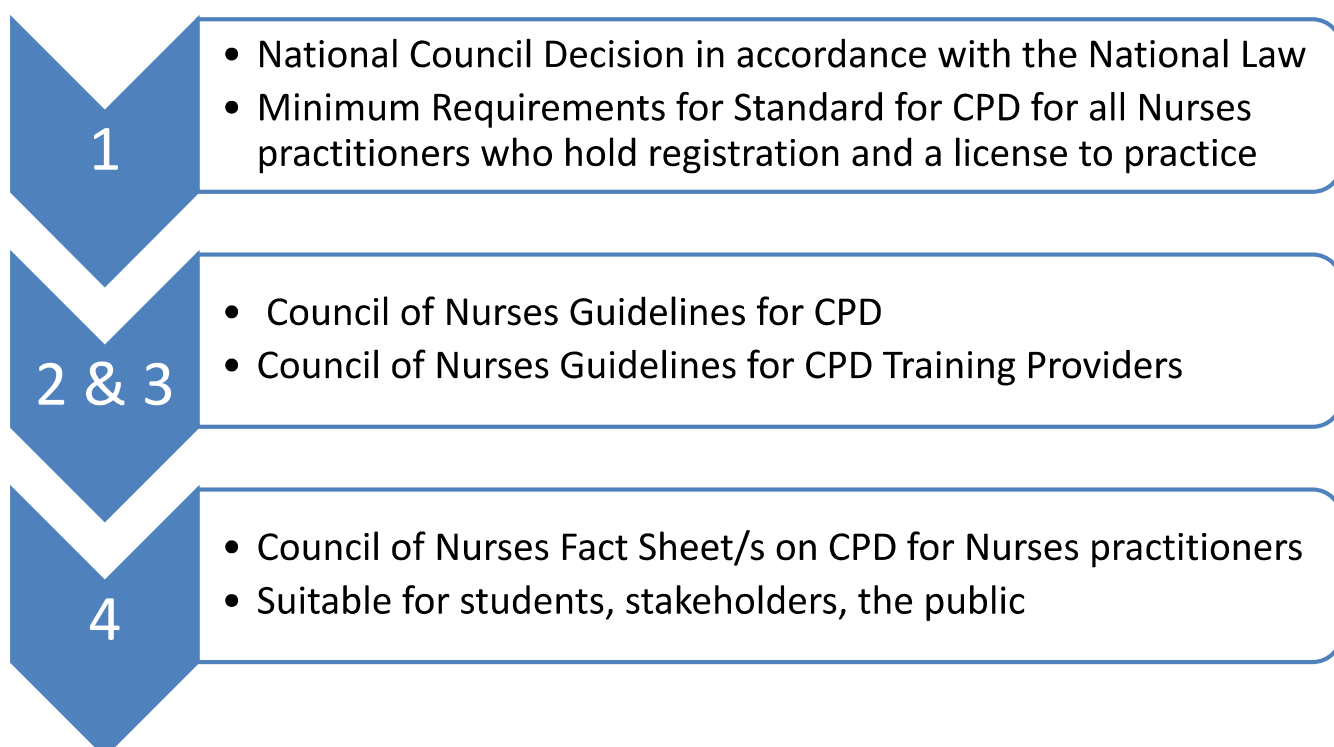 1
• National Council Decision in accordance with the National Law
• Minimum Requirements for Standard for CPD for all Nurses
practitioners who hold registration and a license to practice
2 & 3
• Council of Nurses Guidelines for CPD
• Council of Nurses Guidelines for CPD Training Providers
4
• Council of Nurses Fact Sheet/s on CPD for Nurses practitioners
• Suitable for students, stakeholders, the public